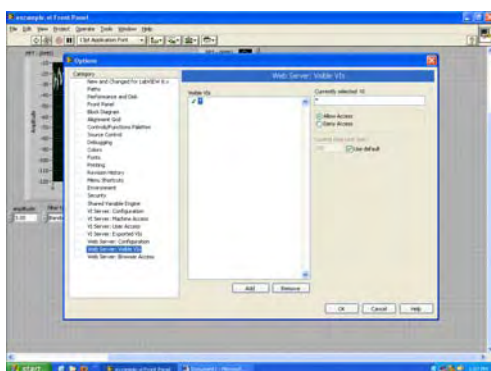 example.vi Front Panel
File Edit View Project Operate Tools Window Help
13pt Application Font
Options
Category
New and Changed for LabVIEW 8.x
Paths
Performance and Disk
Front Panel
Block Diagram
Alignment Grid
Controls/Functions Palettes
Source Control
Debugging
Colors
Fonts
Printing
Revision History
Menu Shortcuts
Environment
Security
Shared Variable Engine
VI Server: Configuration
VI Server: Machine Access
VI Server: User Access
VI Server: Exported VIs
Web Server: Configuration
Web Server: Visible VIs
Web Server: Browser Access
Web Server: Visible VIs
Visible VIs
*
Currently selected VI
*
Allow Access
Deny Access
Use default
Add
Remove
OK
Cancel
Help
Amplitude
start